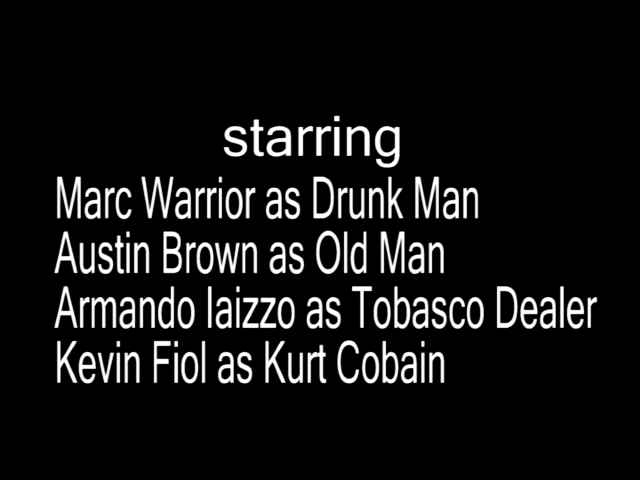 starring
Marc Warrior as Drunk Man
Austin Brown as Old Man
Armando Iaizzo as Tobasco Dealer
Kevin Fiol as Kurt Cobain